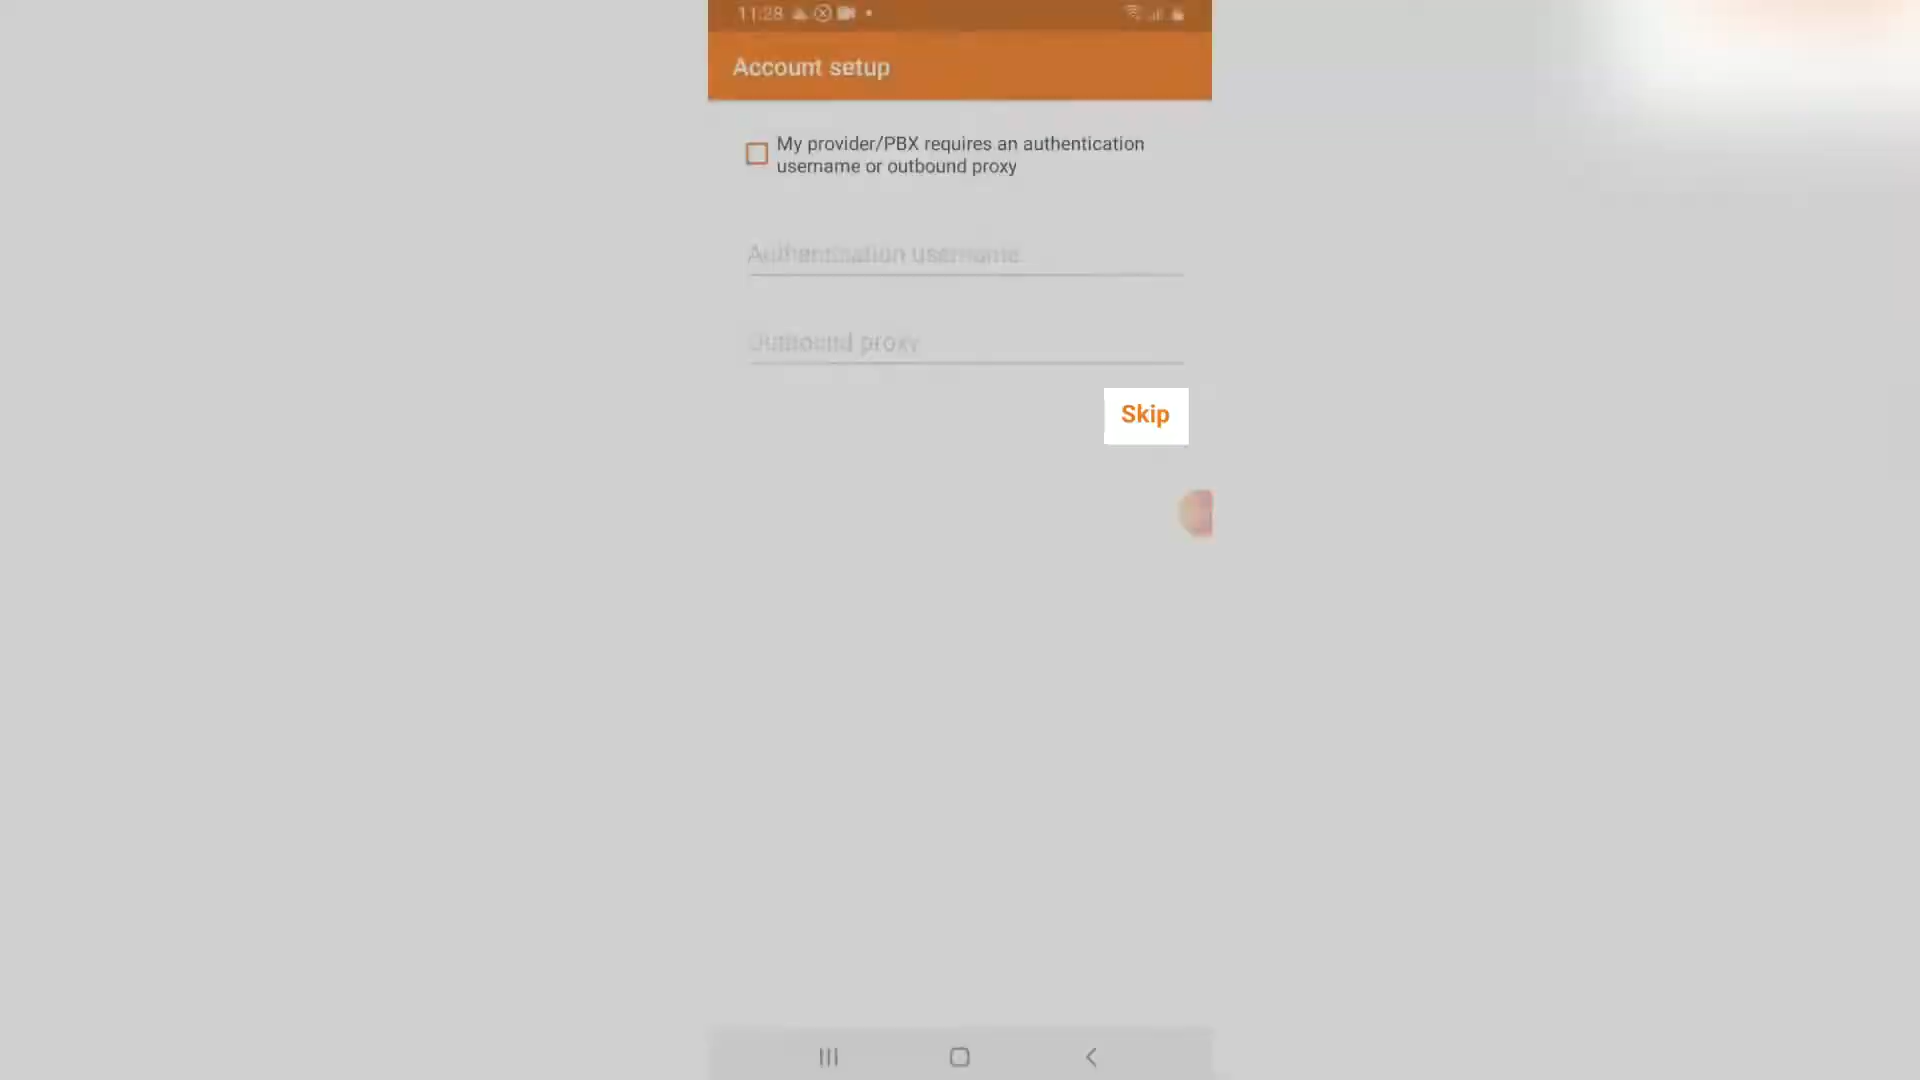 11:28
Account setup
My provider/PBX requires an authentication
username or outbound proxy
Authentication username
Outbound proxy
Skip